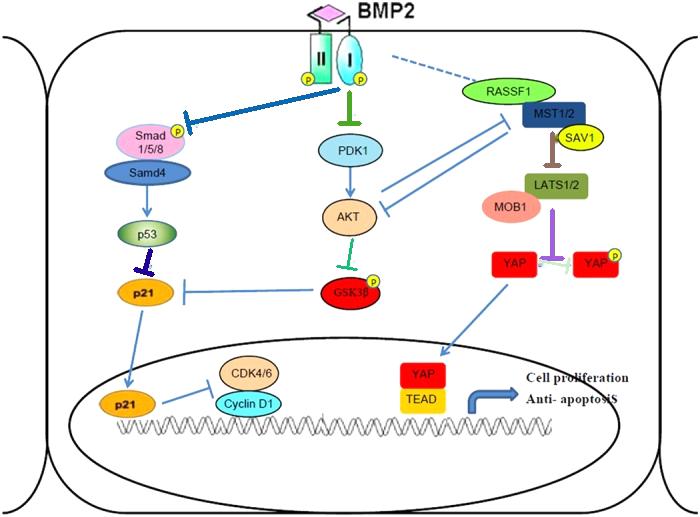 BMP2
II
I
P
P
RASSF1
MST1/2
P
Smad
1/5/8
SAV1
PDK1
Samd4
LATS1/2
MOB1
AKT
p53
P
YAP
YAP
P
p21
GSK3β
CDK4/6
YAP
Cell proliferation
p21
Cyclin D1
TEAD
Anti- apoptosiS